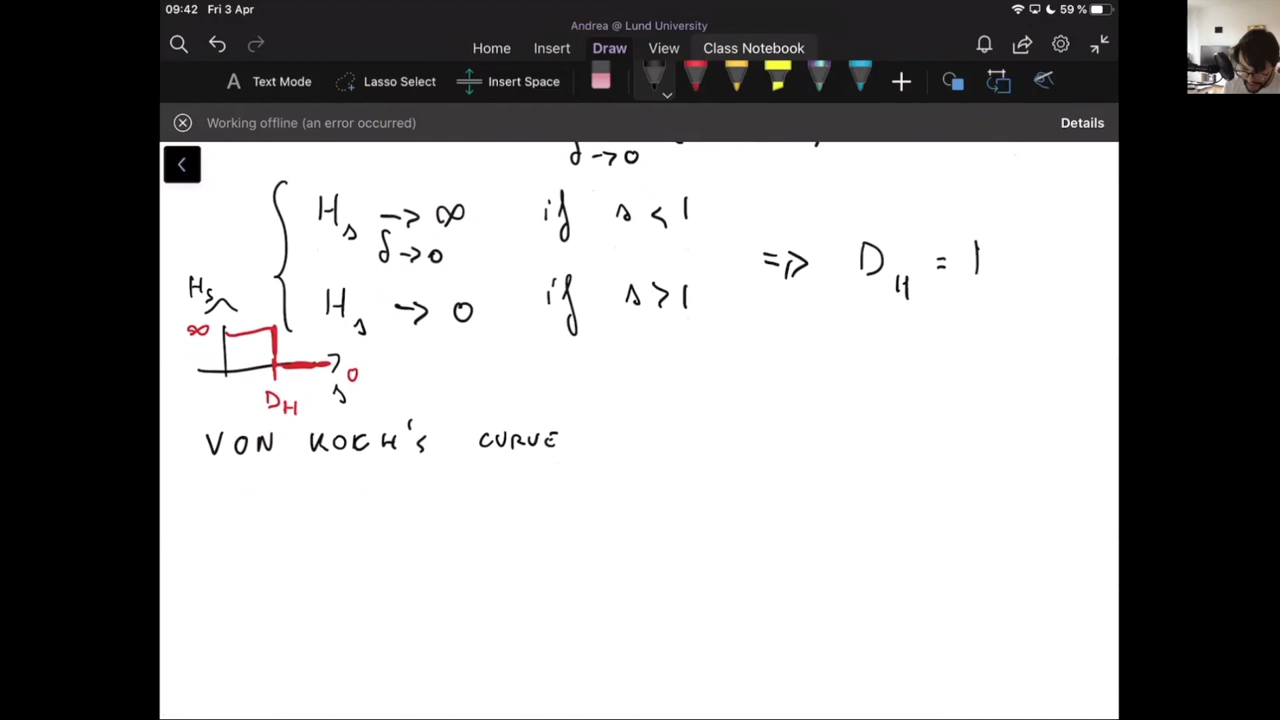 09:42 Fri 3 Apr
59 %
Andrea @ Lund University
Home Insert Draw View Class Notebook
Text Mode Lasso Select Insert Space
Working offline (an error occurred) Details
δ → 0
H_s → ∞ if s < 1
δ → 0
=> D_H = 1
H_s → 0 if s > 1
H_s
∞
0
D_H
s
VON KOCH's CURVE